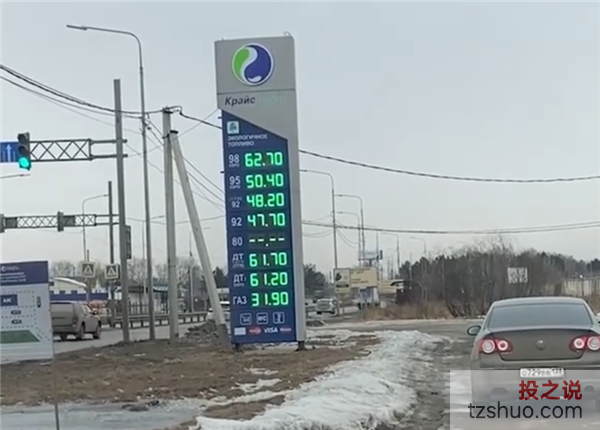 Крайс
ЭКОЛОГИЧНОЕ
ТОПЛИВО
98 62.70
95 50.40
92 48.20
92 47.70
80 --.--
ДТ 61.70
ДТ 61.20
ГАЗ 31.90
VISA
投之说
tzshuo.com